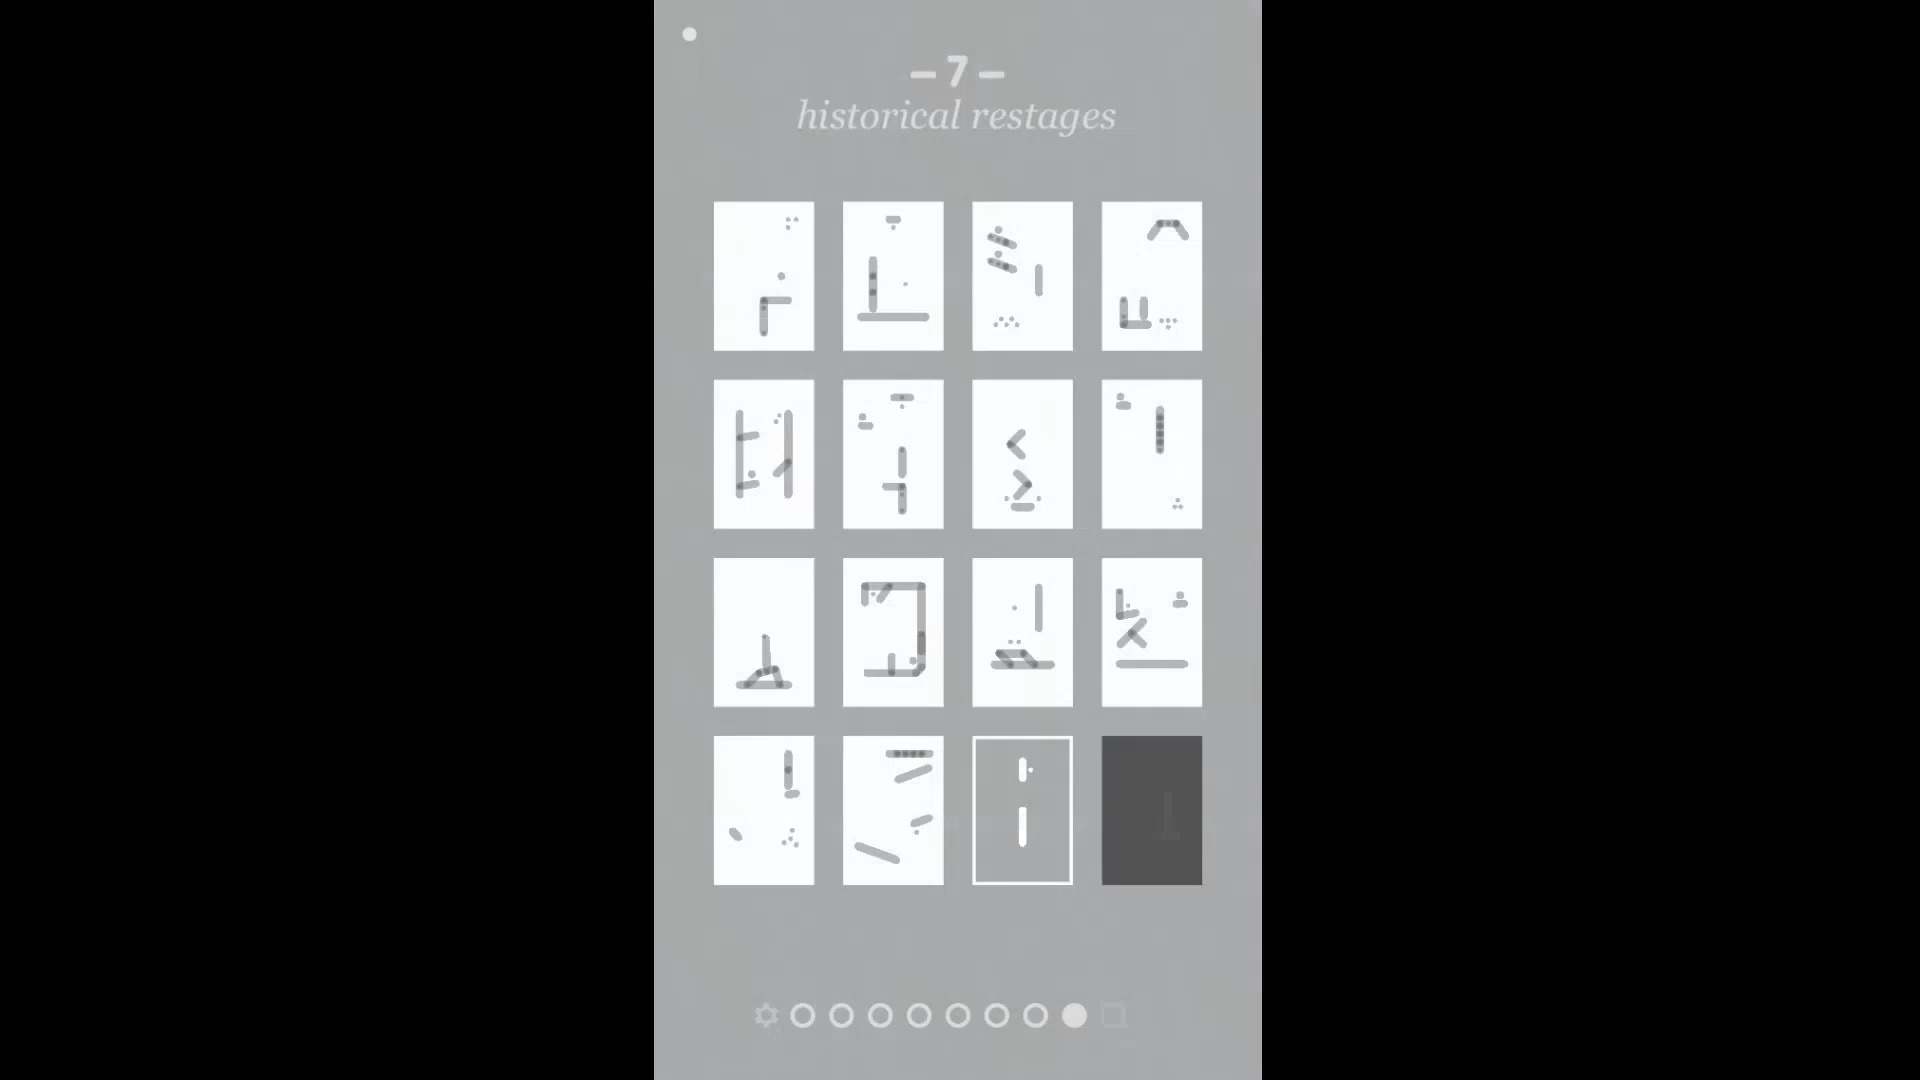 – 7 –
historical restages